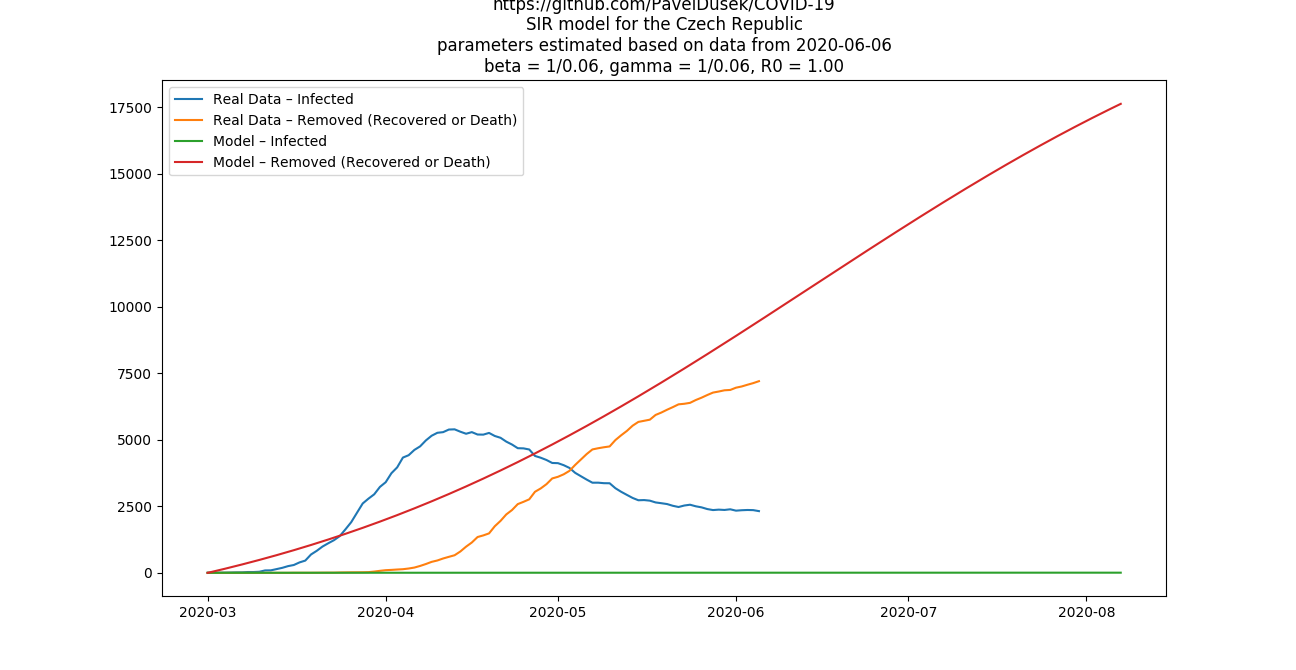 https://github.com/PavelDusek/COVID-19
SIR model for the Czech Republic
parameters estimated based on data from 2020-06-06
beta = 1/0.06, gamma = 1/0.06, R0 = 1.00
Real Data – Infected
Real Data – Removed (Recovered or Death)
Model – Infected
Model – Removed (Recovered or Death)
17500
15000
12500
10000
7500
5000
2500
0
2020-03 2020-04 2020-05 2020-06 2020-07 2020-08